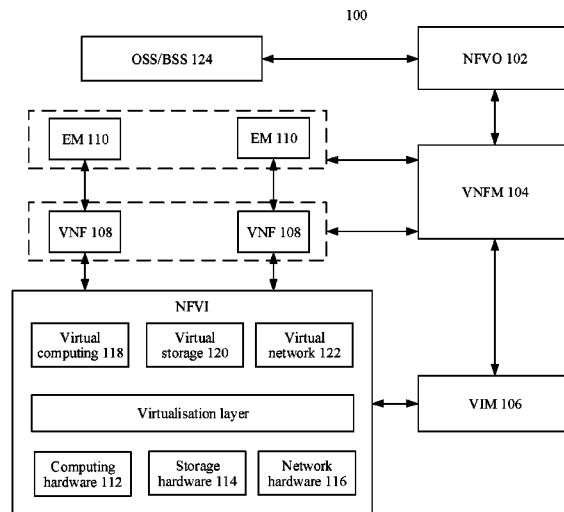 100
OSS/BSS 124
NFVO 102
EM 110
EM 110
VNFM 104
VNF 108
VNF 108
NFVI
Virtual
computing 118
Virtual
storage 120
Virtual
network 122
Virtualisation layer
VIM 106
Computing
hardware 112
Storage
hardware 114
Network
hardware 116